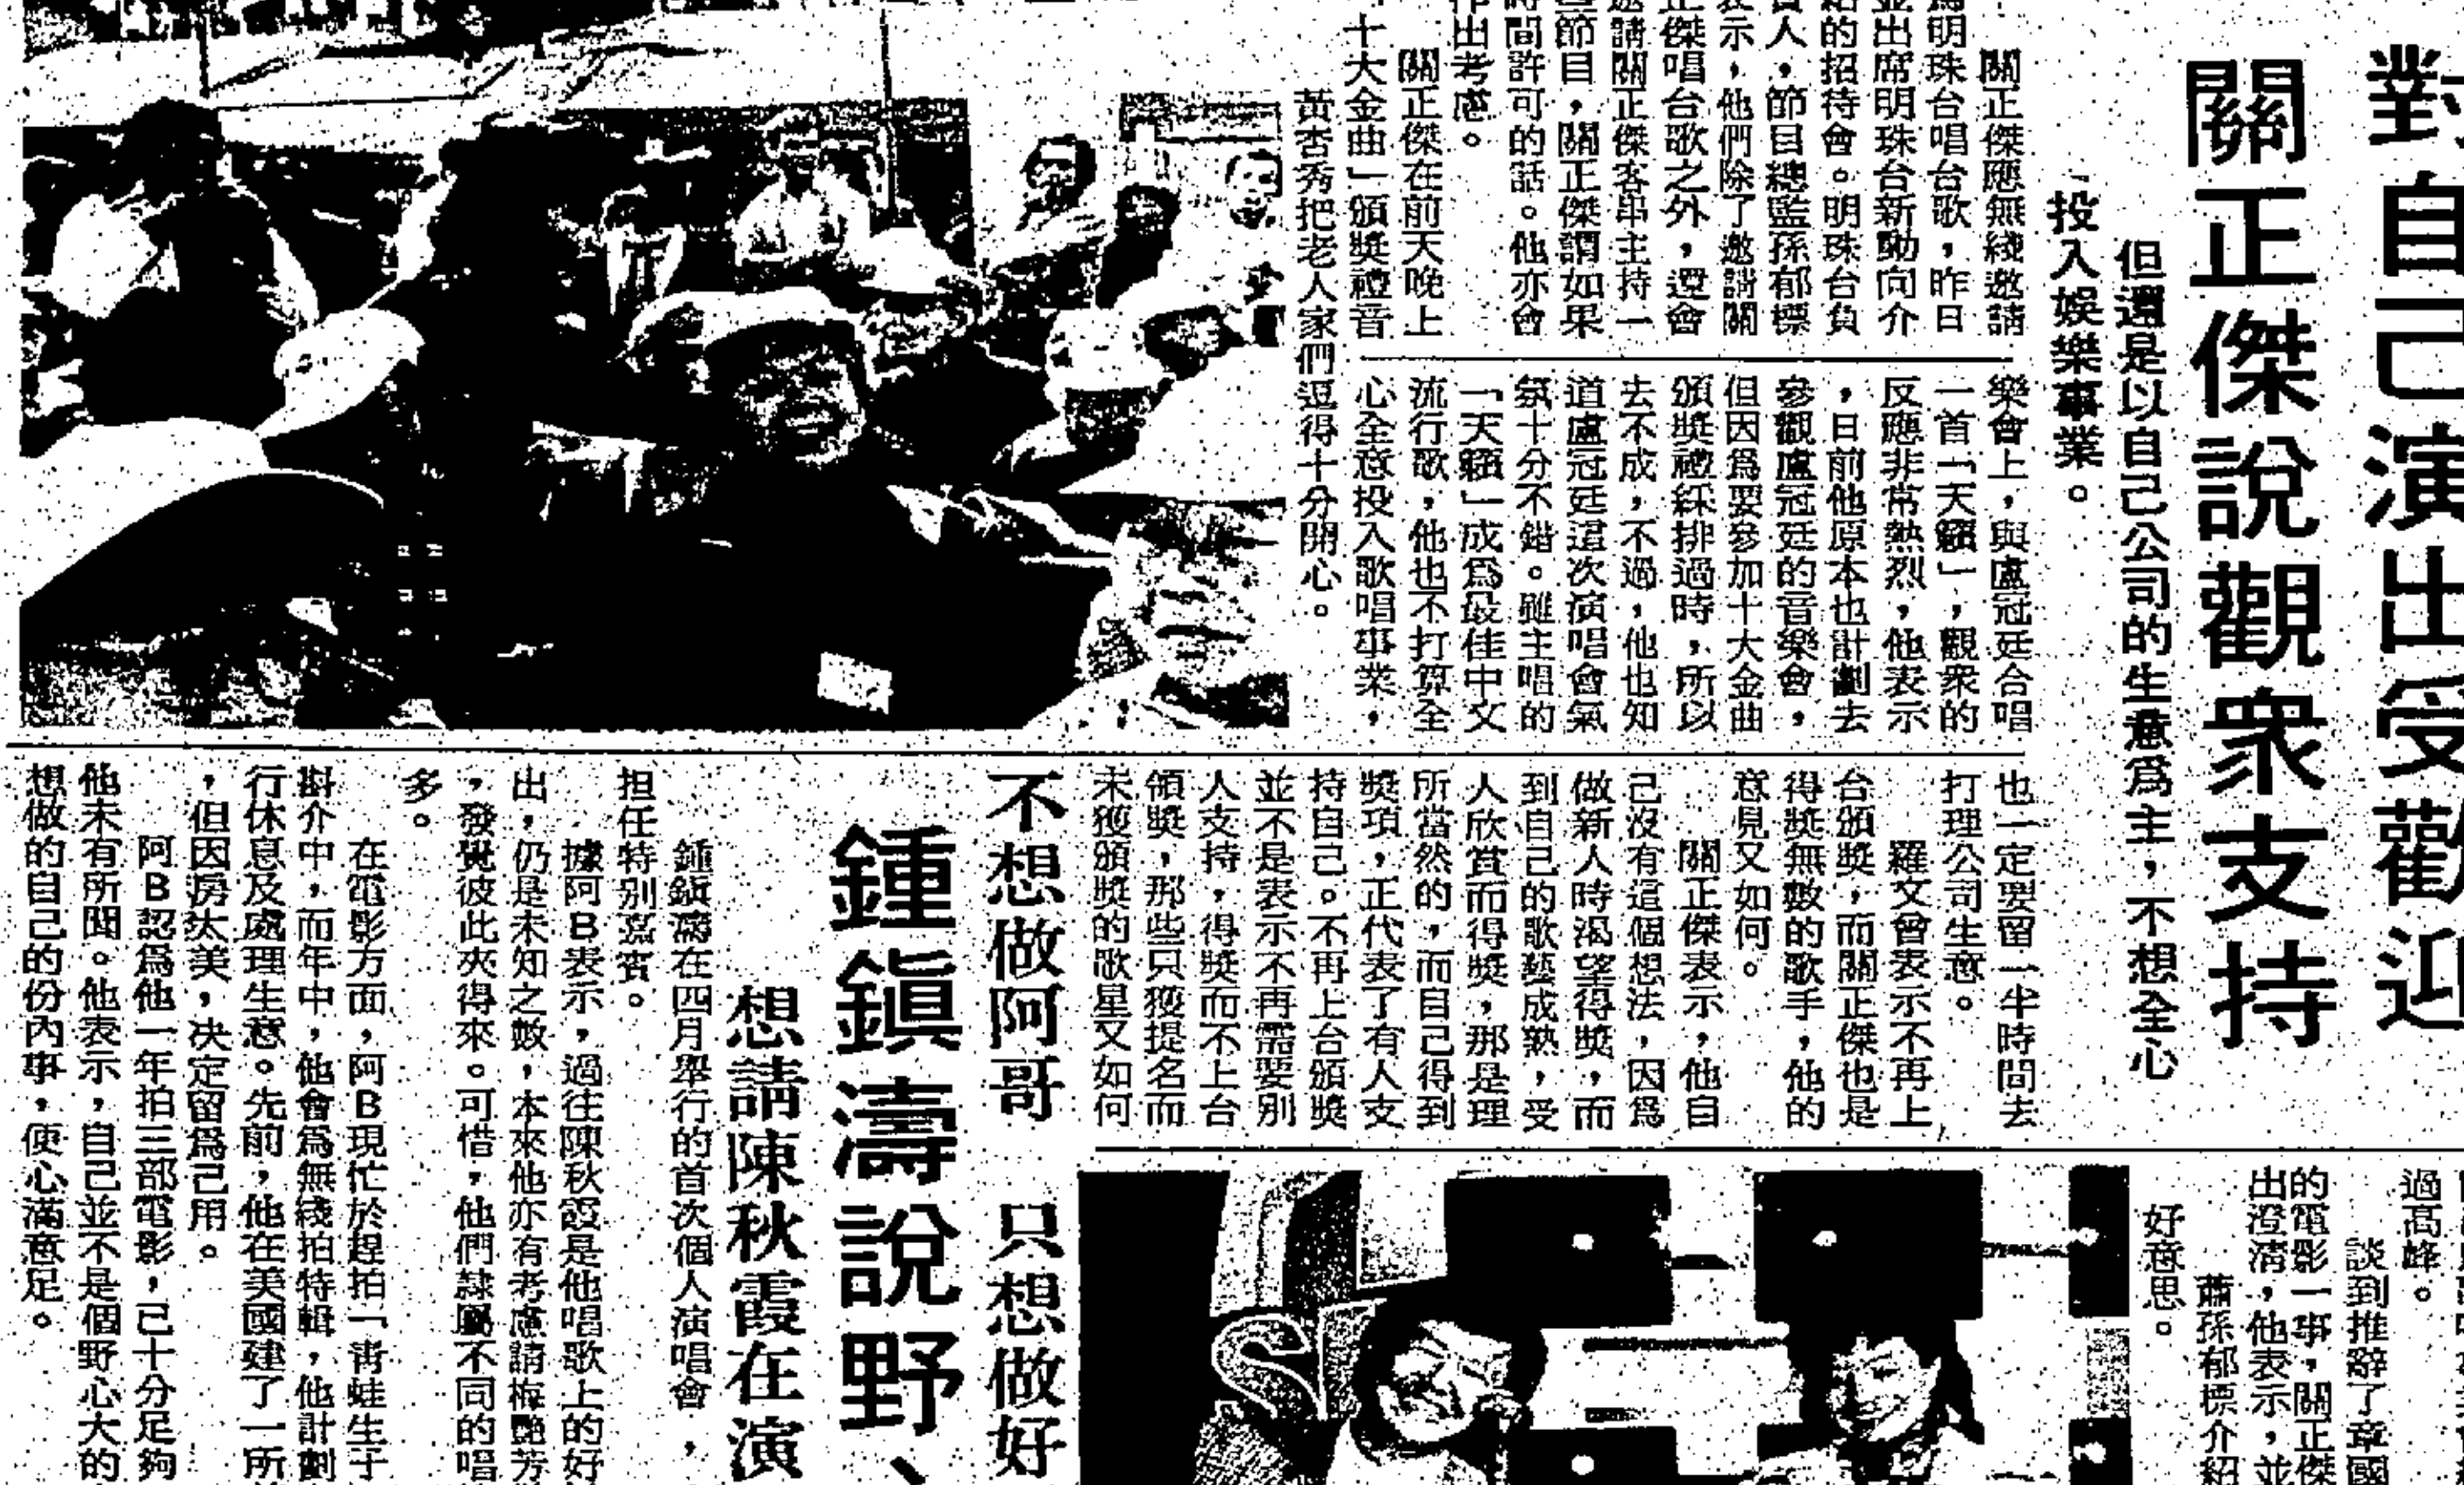 對自己演出受歡迎
關正傑說觀衆支持
但還是以自己公司的生意爲主，不想全心
投入娛樂事業。
關正傑應無綫邀請
爲明珠台唱台歌，昨日
並出席明珠台新動向介
紹的招待會。明珠台負
責人，節目總監孫郁標
表示，他們除了邀請關
正傑唱台歌之外，還會
邀請關正傑客串主持一
些節目，關正傑謂如果
時間許可的話。他亦會
作出考慮。
關正傑在前天晚上
「十大金曲」頒獎禮音
樂會上，與盧冠廷合唱
一首「天籟」，觀衆的
反應非常熱烈，他表示
，日前他原本也計劃去
參觀盧冠廷的音樂會，
但因爲要參加十大金曲
頒獎禮綵排過時，所以
去不成，不過，他也知
道盧冠廷這次演唱會氣
氛十分不錯。雖主唱的
「天籟」成爲最佳中文
流行歌，他也不打算全
心全意投入歌唱事業，
也一定要留一半時間去
打理公司生意。
羅文曾表示不再上
台頒獎，而關正傑也是
得獎無數的歌手，他的
意見又如何。
關正傑表示，他自
己沒有這個想法，因爲
做新人時渴望得獎，而
到自己的歌藝成熟，受
人欣賞而得獎，那是理
所當然的，而自己得到
獎項，正代表了有人支
持自己。不再上台頒獎
並不是表示不再需要別
人支持，得獎而不上台
領獎，那些只獲提名而
未獲頒獎的歌星又如何
黃杏秀把老人家們逗得十分開心。
過高峰。
談到推辭了章國
的電影一事，關正傑
出澄清，他表示，並
好意思。
蕭孫郁標介紹
不想做阿哥　只想做好
鍾鎮濤說野、
想請陳秋霞在演
鍾鎮濤在四月舉行的首次個人演唱會，
担任特別嘉賓。
據阿B表示，過往陳秋霞是他唱歌上的好
出，仍是未知之數，本來他亦有考慮請梅艷芳
，發覺彼此夾得來。可惜，他們隷屬不同的唱
多。
在電影方面，阿B現忙於趕拍「靑蛙生于
斟介中，而年中，他會爲無綫拍特輯，他計劃
行休息及處理生意。先前，他在美國建了一所
，但因房太美，決定留爲己用。
阿B認爲他一年拍三部電影，已十分足夠
他未有所聞。他表示，自己並不是個野心大的
想做的自己的份內事，便心滿意足。